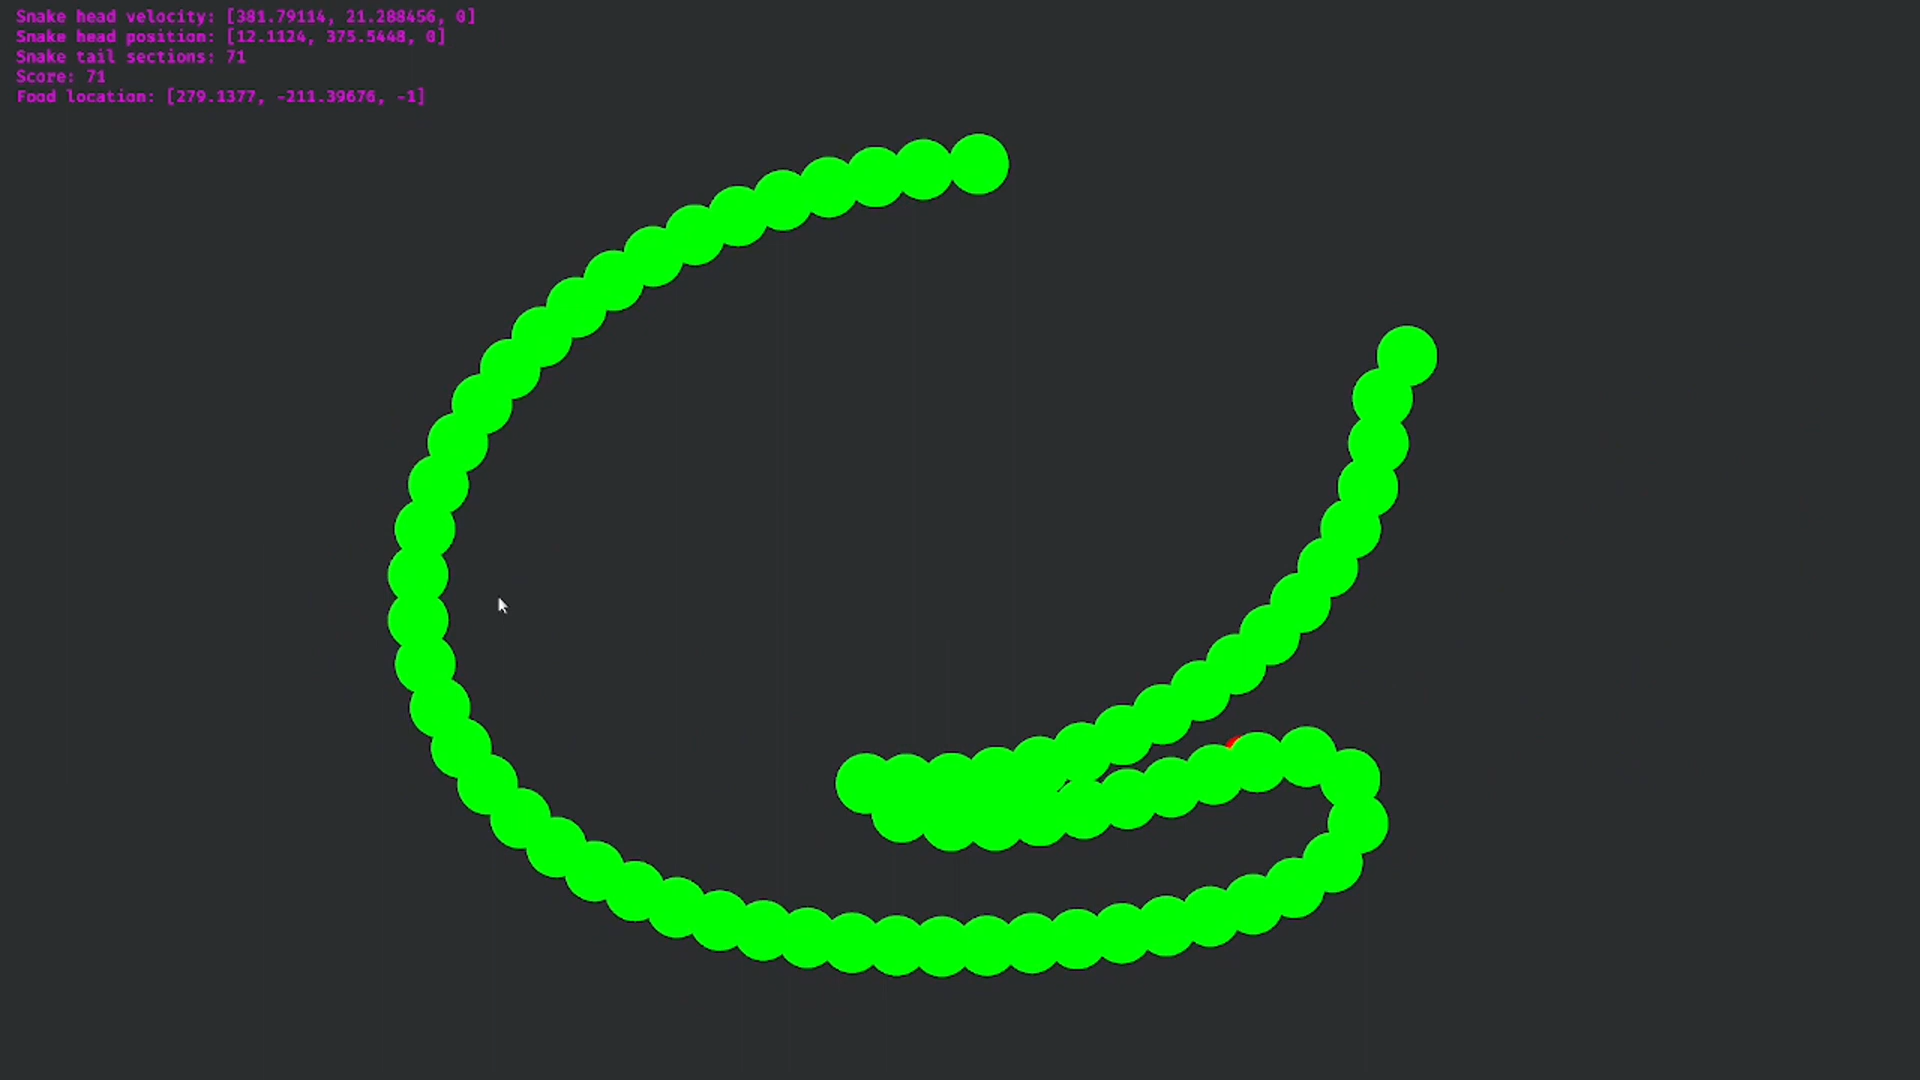 Snake head velocity: [381.79114, 21.288456, 0]
Snake head position: [12.1124, 375.5448, 0]
Snake tail sections: 71
Score: 71
Food location: [279.1377, -211.39676, -1]